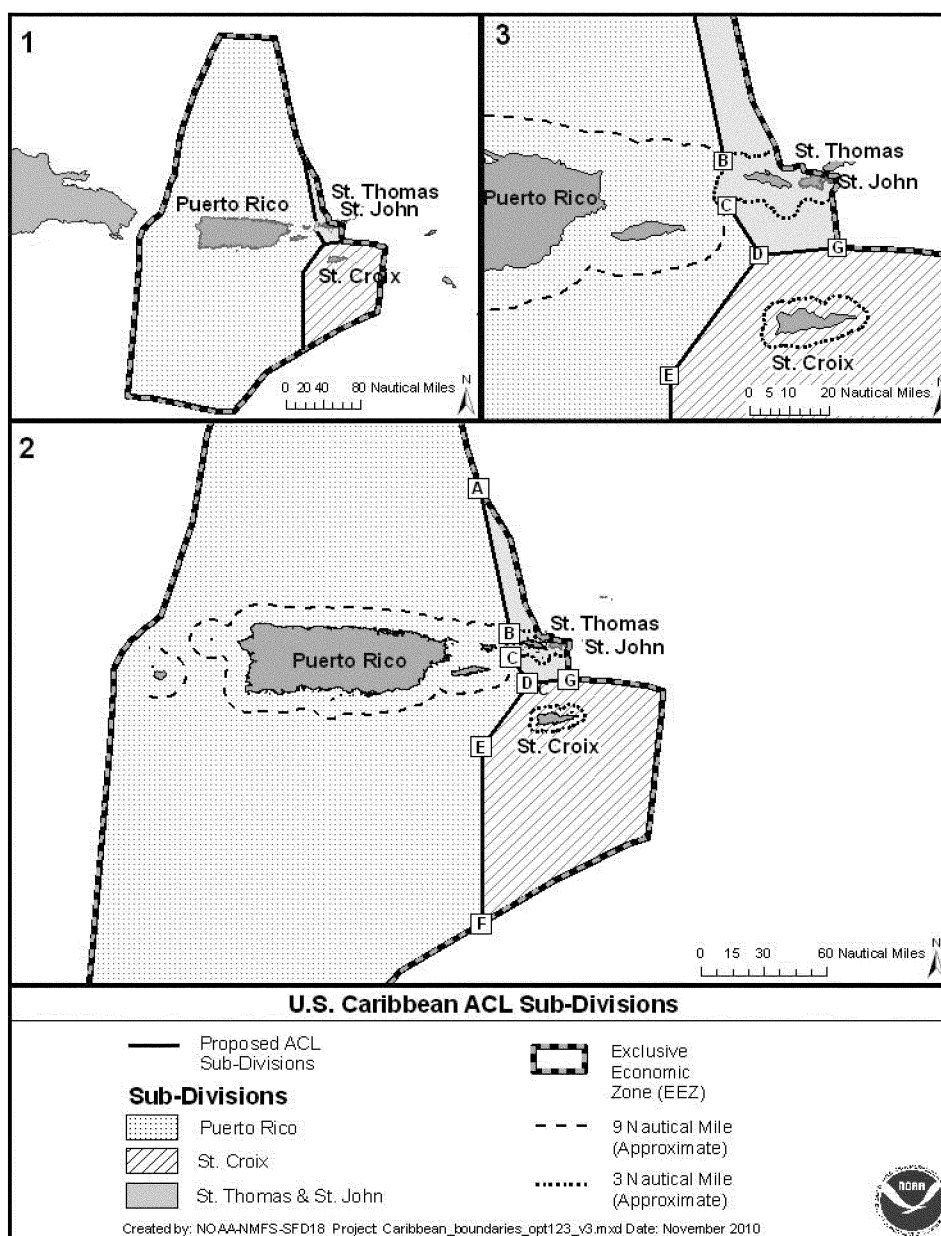 1
Puerto Rico
St. Thomas
St. John
St. Croix
0 20 40 80 Nautical Miles
N
3
B
St. Thomas
St. John
Puerto Rico
C
D
G
E
St. Croix
0 5 10 20 Nautical Miles
N
2
A
B
St. Thomas
St. John
C
Puerto Rico
D
G
E
St. Croix
F
0 15 30 60 Nautical Miles
N
U.S. Caribbean ACL Sub-Divisions
Proposed ACL
Sub-Divisions
Sub-Divisions
Puerto Rico
St. Croix
St. Thomas & St. John
Exclusive
Economic
Zone (EEZ)
9 Nautical Mile
(Approximate)
3 Nautical Mile
(Approximate)
NOAA
Created by: NOAA-NMFS-SFD18 Project: Caribbean_boundaries_opt123_v3.mxd Date: November 2010